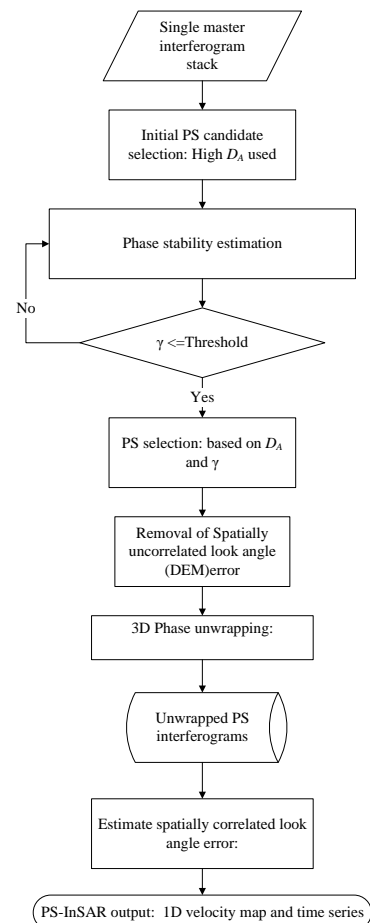 Single master
interferogram
stack
Initial PS candidate
selection: High D_A used
Phase stability estimation
No
γ <=Threshold
Yes
PS selection: based on D_A
and γ
Removal of Spatially
uncorrelated look angle
(DEM)error
3D Phase unwrapping:
Unwrapped PS
interferograms
Estimate spatially correlated look
angle error:
PS-InSAR output: 1D velocity map and time series